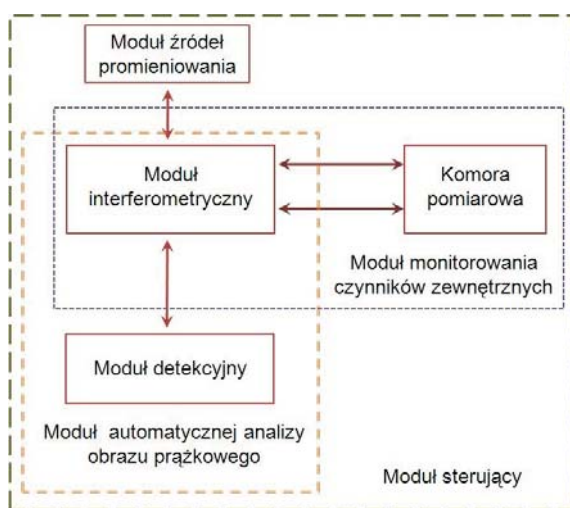 Moduł źródeł
promieniowania
Moduł
interferometryczny
Komora
pomiarowa
Moduł monitorowania
czynników zewnętrznych
Moduł detekcyjny
Moduł automatycznej analizy
obrazu prążkowego
Moduł sterujący